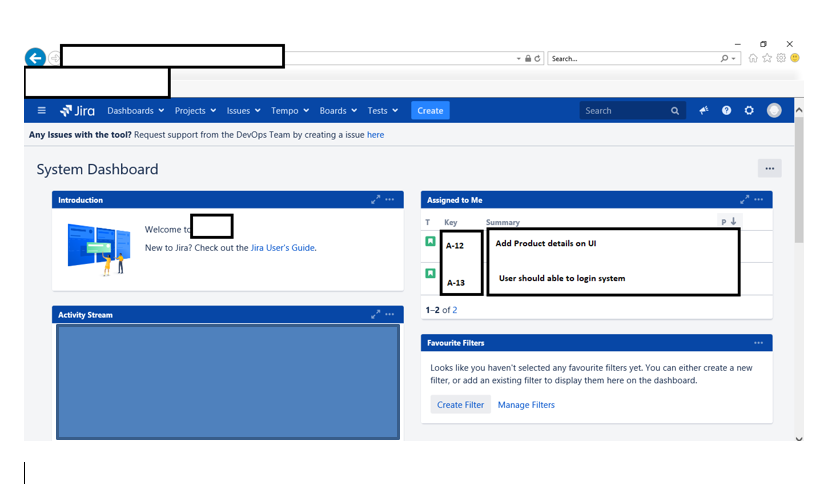 Search...
Jira Dashboards Projects Issues Tempo Boards Tests Create Search
Any Issues with the tool? Request support from the DevOps Team by creating a issue here
System Dashboard
Introduction
Welcome to
New to Jira? Check out the Jira User's Guide.
Activity Stream
Assigned to Me
T Key Summary P
A-12 Add Product details on UI
A-13 User should able to login system
1–2 of 2
Favourite Filters
Looks like you haven't selected any favourite filters yet. You can either create a new
filter, or add an existing filter to display them here on the dashboard.
Create Filter Manage Filters